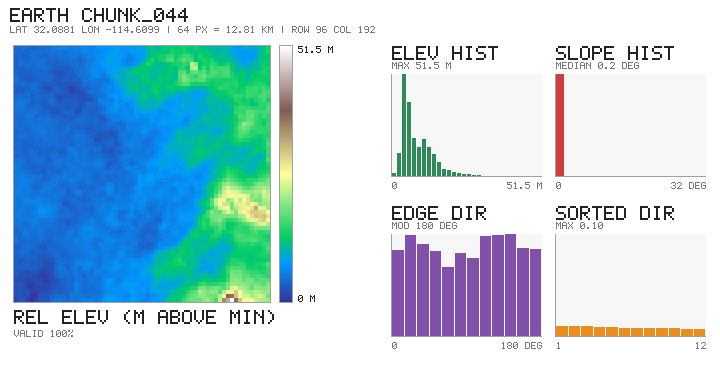 EARTH CHUNK_044
LAT 32.0881 LON -114.6099 | 64 PX = 12.81 KM | ROW 96 COL 192
51.5 M
0 M
REL ELEV (M ABOVE MIN)
VALID 100%
ELEV HIST
MAX 51.5 M
0 51.5 M
SLOPE HIST
MEDIAN 0.2 DEG
0 32 DEG
EDGE DIR
MOD 180 DEG
0 180 DEG
SORTED DIR
MAX 0.10
1 12